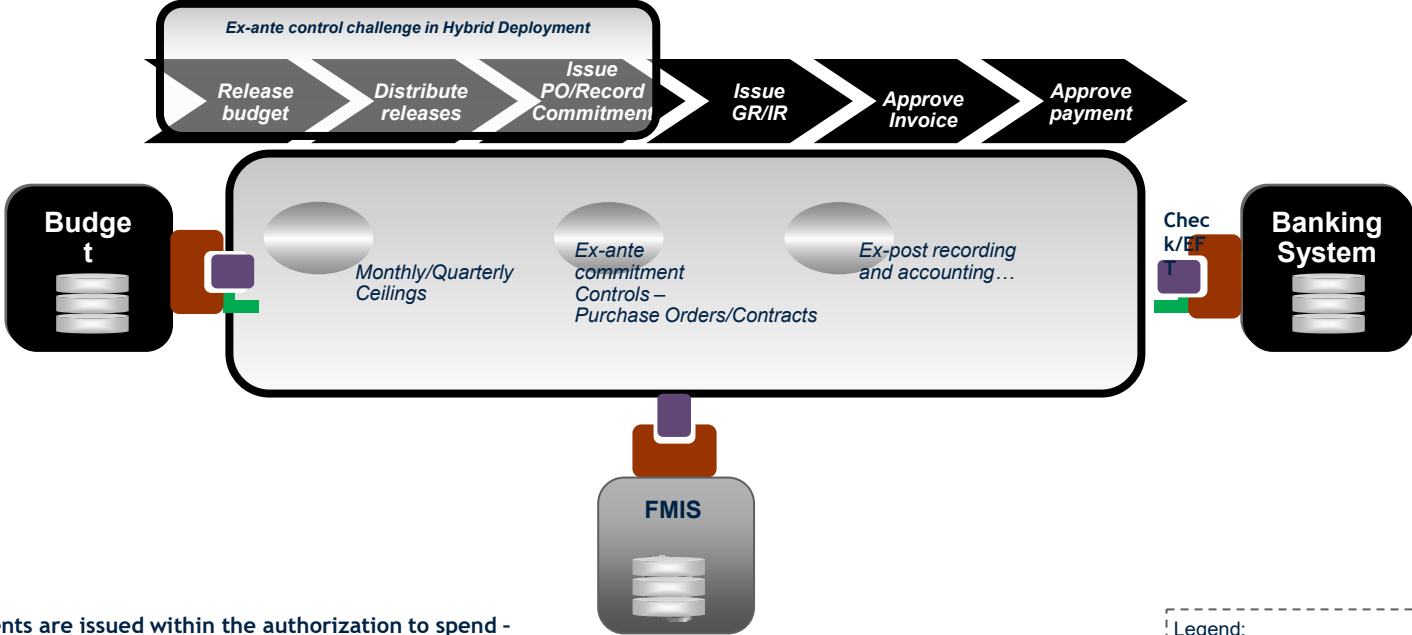 Ex-ante control challenge in Hybrid Deployment
Release
budget
Distribute
releases
Issue
PO/Record
Commitment
Issue
GR/IR
Approve
Invoice
Approve
payment
Budge
t
Monthly/Quarterly
Ceilings
Ex-ante
commitment
Controls –
Purchase Orders/Contracts
Ex-post recording
and accounting…
Chec
k/EF
T
Banking
System
FMIS
ents are issued within the authorization to spend –
Legend: